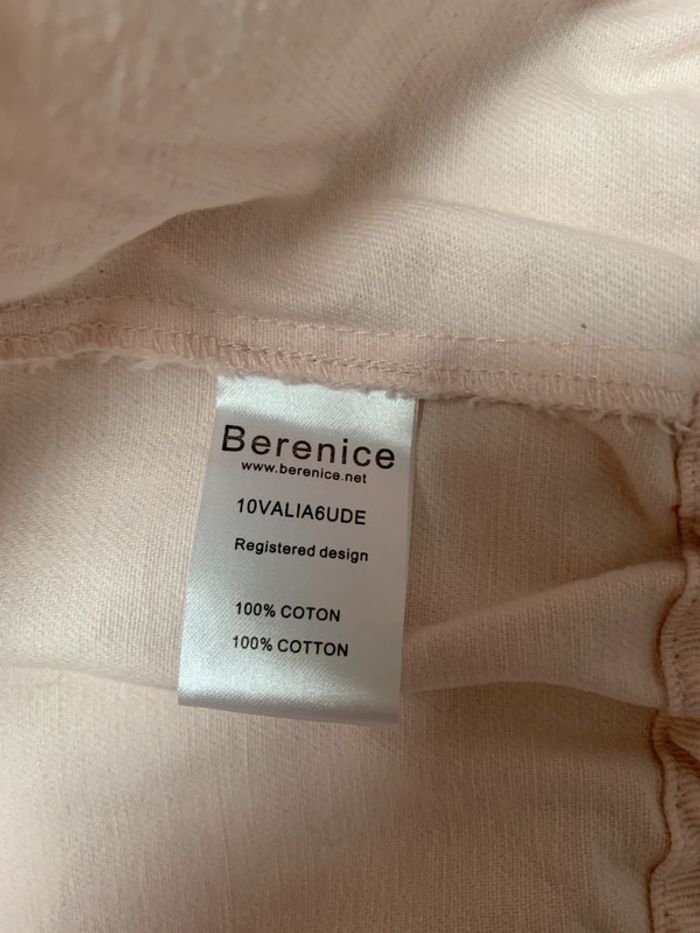 Berenice
www.berenice.net
10VALIA6UDE
Registered design
100% COTON
100% COTTON